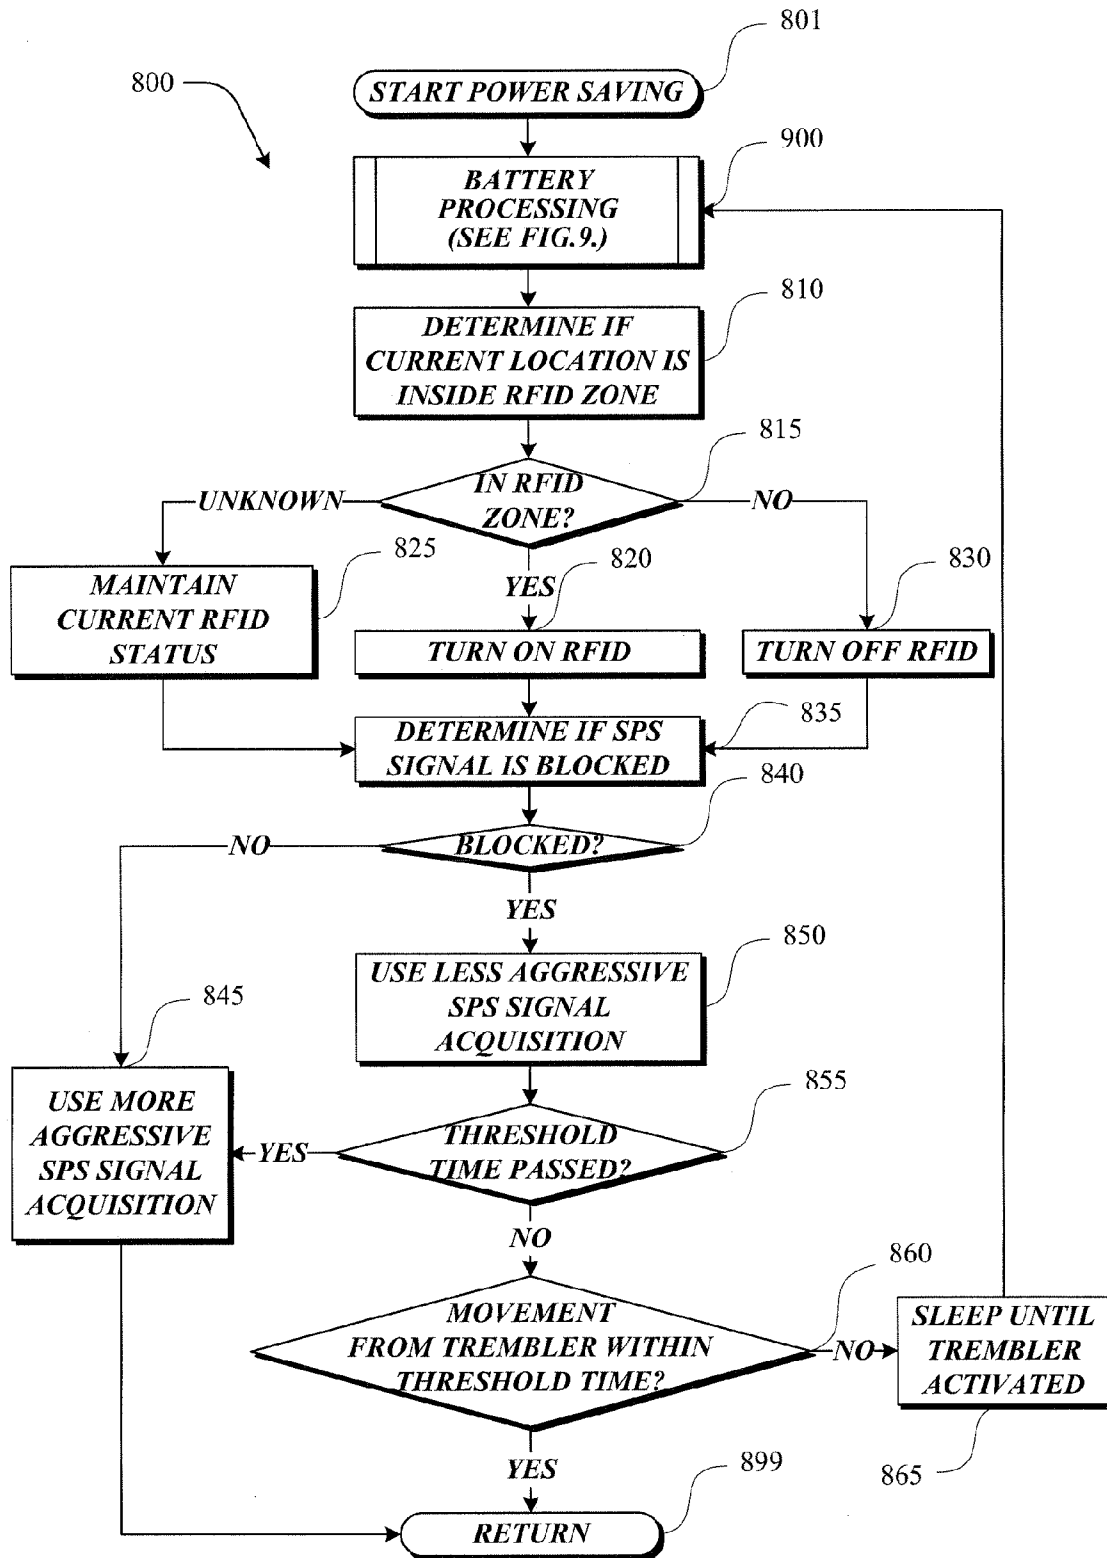 801
800
START POWER SAVING
900
BATTERY
PROCESSING
(SEE FIG.9.)
810
DETERMINE IF
CURRENT LOCATION IS
INSIDE RFID ZONE
815
IN RFID
ZONE?
UNKNOWN
NO
825
YES
820
830
MAINTAIN
CURRENT RFID
STATUS
TURN ON RFID
TURN OFF RFID
835
DETERMINE IF SPS
SIGNAL IS BLOCKED
840
NO
BLOCKED?
YES
850
USE LESS AGGRESSIVE
SPS SIGNAL
ACQUISITION
845
855
USE MORE
AGGRESSIVE
SPS SIGNAL
ACQUISITION
YES
THRESHOLD
TIME PASSED?
NO
860
MOVEMENT
FROM TREMBLER WITHIN
THRESHOLD TIME?
NO
SLEEP UNTIL
TREMBLER
ACTIVATED
865
YES
899
RETURN